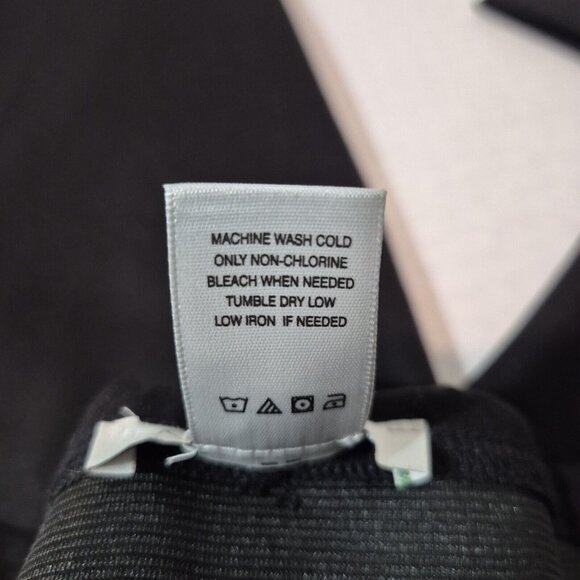 MACHINE WASH COLD
ONLY NON-CHLORINE
BLEACH WHEN NEEDED
TUMBLE DRY LOW
LOW IRON IF NEEDED